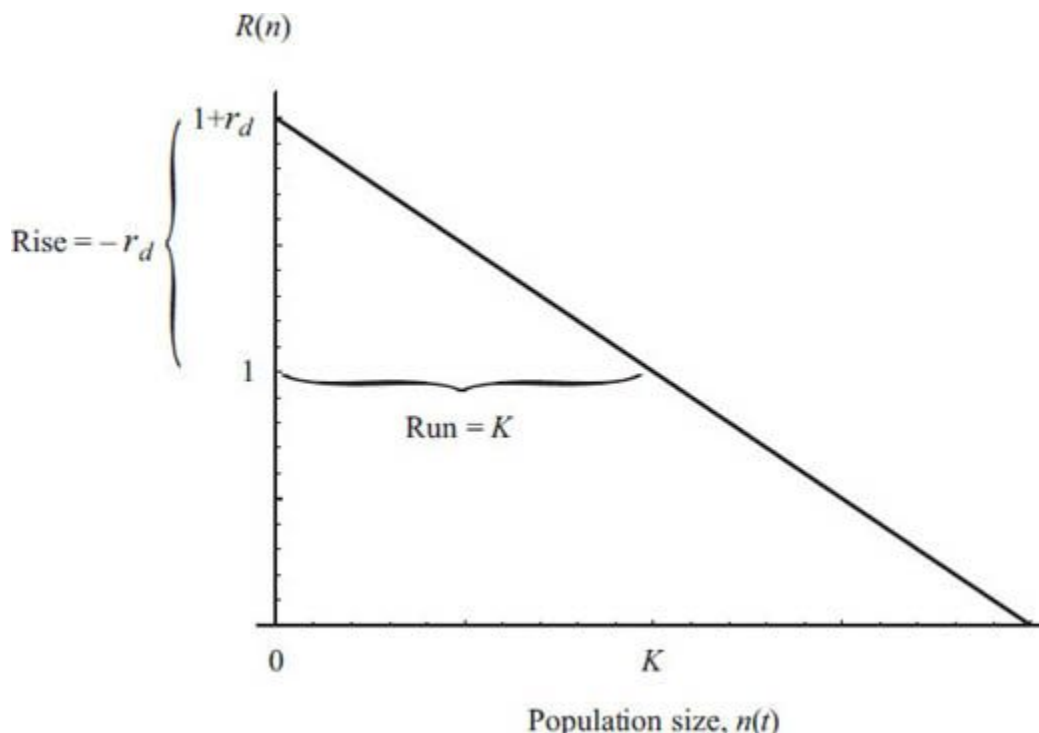 R(n)
1+r_d
Rise = – r_d
1
Run = K
0
K
Population size, n(t)